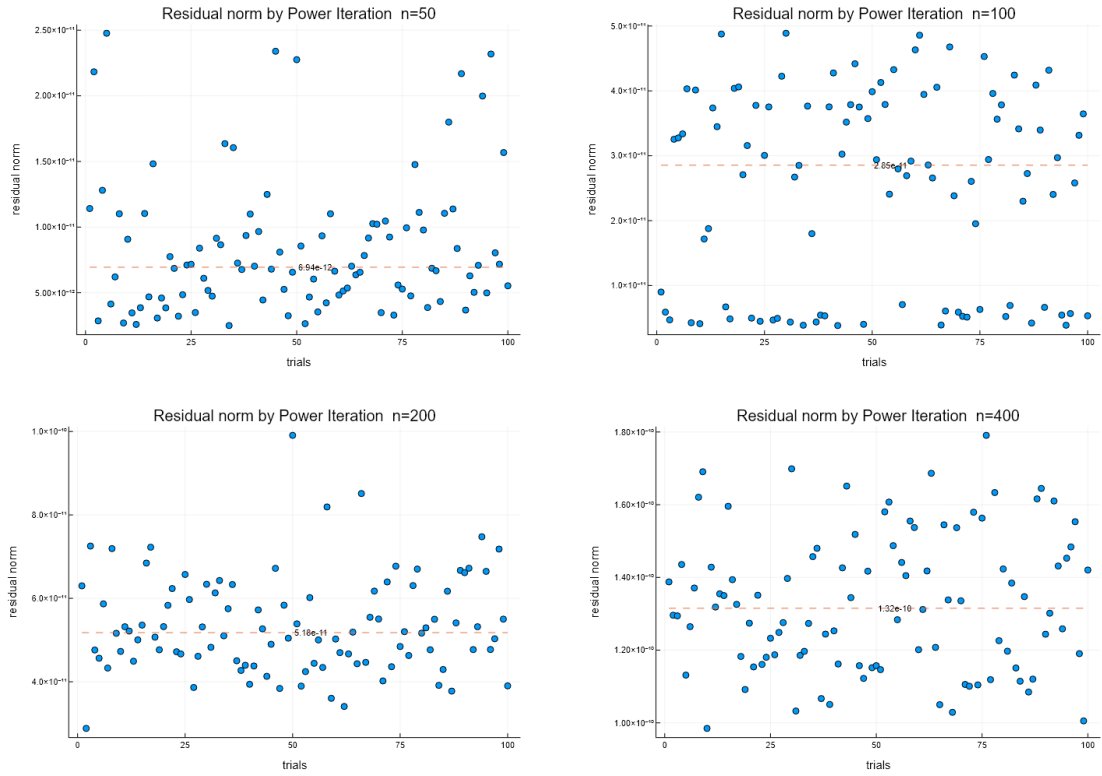 Residual norm by Power Iteration n=50
2.50×10⁻¹¹
2.00×10⁻¹¹
1.50×10⁻¹¹
1.00×10⁻¹¹
5.00×10⁻¹²
residual norm
6.94e-12
0 25 50 75 100
trials
Residual norm by Power Iteration n=100
5.0×10⁻¹¹
4.0×10⁻¹¹
3.0×10⁻¹¹
2.0×10⁻¹¹
1.0×10⁻¹¹
residual norm
2.85e-11
0 25 50 75 100
trials
Residual norm by Power Iteration n=200
1.0×10⁻¹⁰
8.0×10⁻¹¹
6.0×10⁻¹¹
4.0×10⁻¹¹
residual norm
5.18e-11
0 25 50 75 100
trials
Residual norm by Power Iteration n=400
1.80×10⁻¹⁰
1.60×10⁻¹⁰
1.40×10⁻¹⁰
1.20×10⁻¹⁰
1.00×10⁻¹⁰
residual norm
1.32e-10
0 25 50 75 100
trials